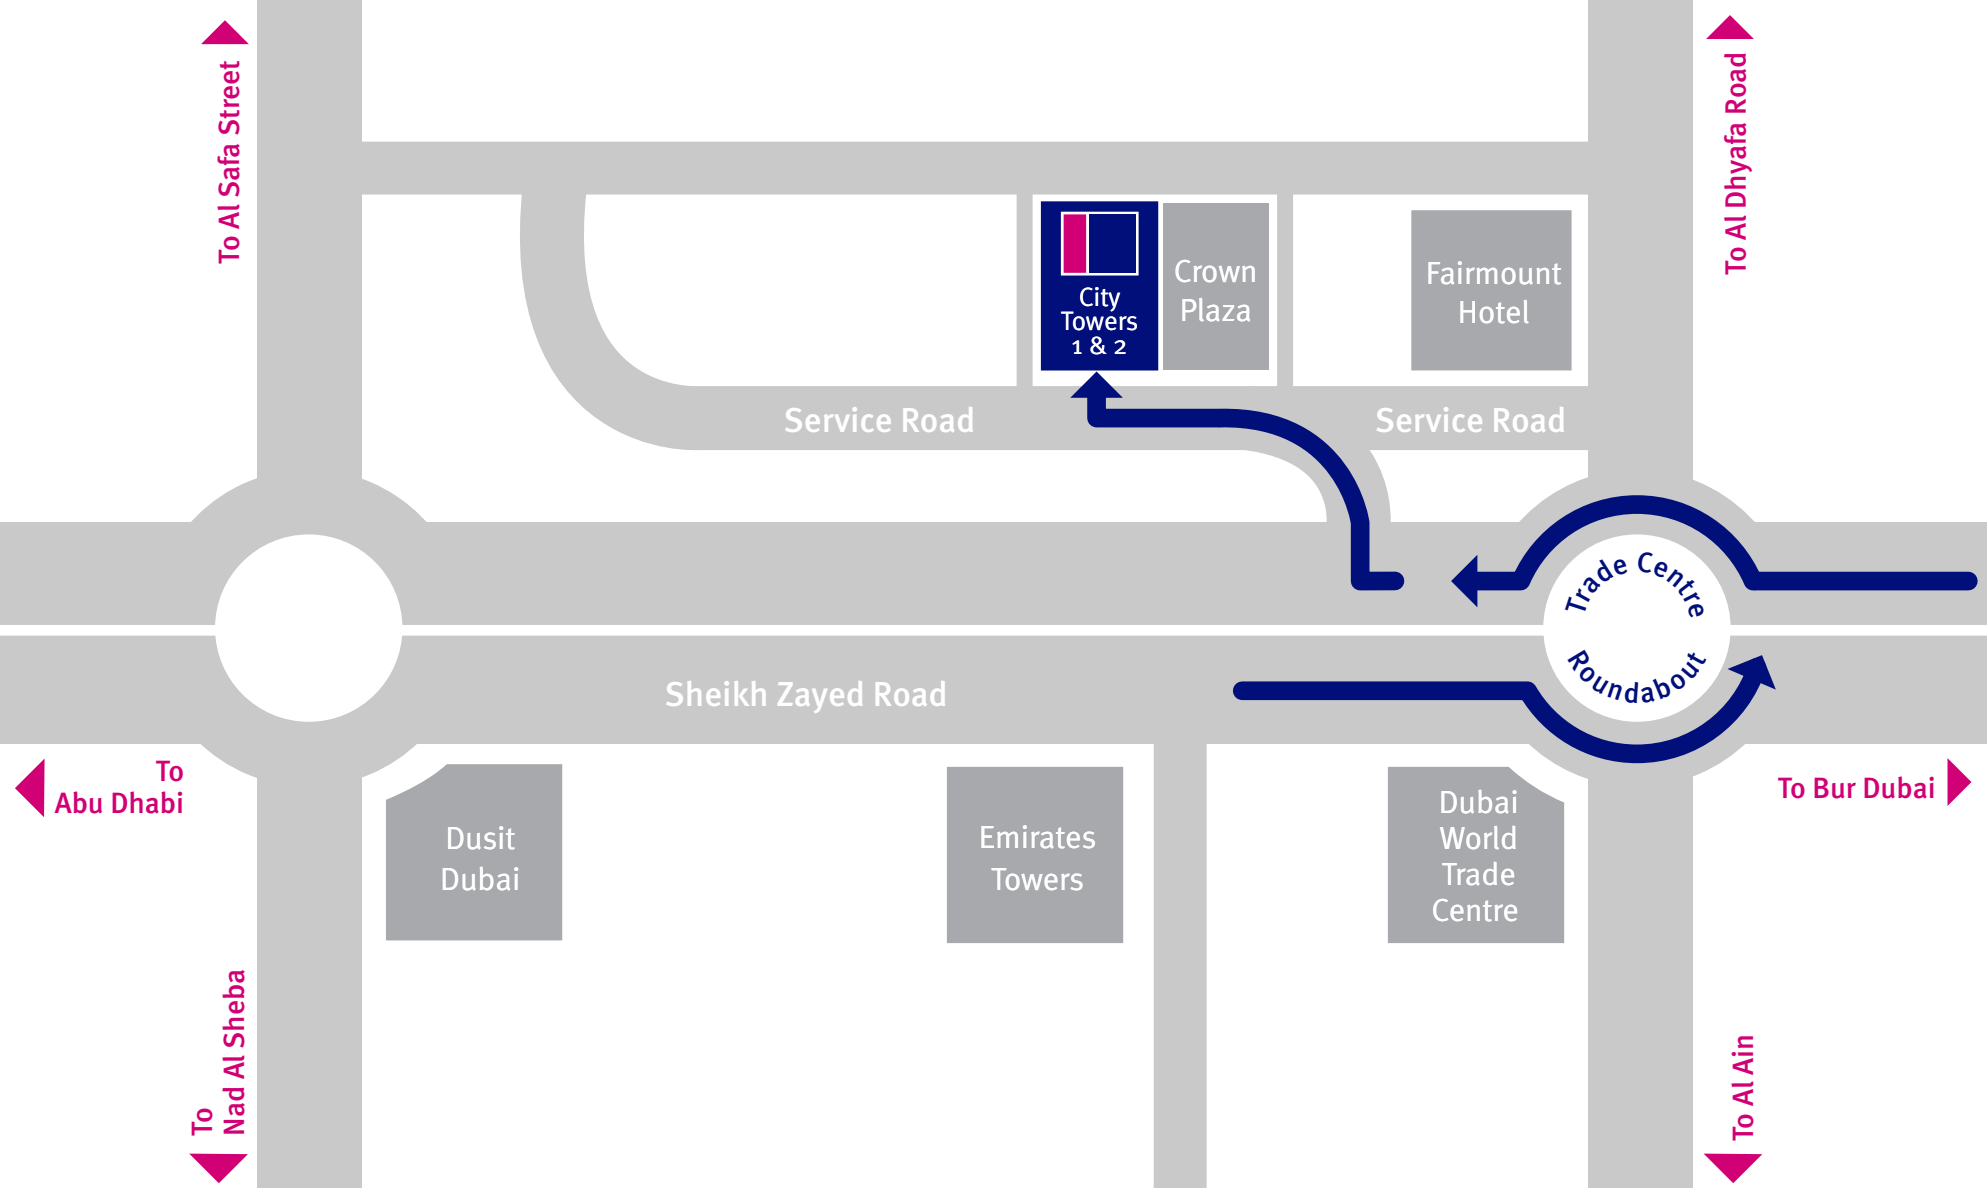 To Al Safa Street
To Al Dhyafa Road
City
Towers
1 & 2
Crown
Plaza
Fairmount
Hotel
Service Road
Service Road
Trade Centre
Roundabout
Sheikh Zayed Road
To
Abu Dhabi
To Bur Dubai
Dusit
Dubai
Emirates
Towers
Dubai
World
Trade
Centre
To
Nad Al Sheba
To Al Ain